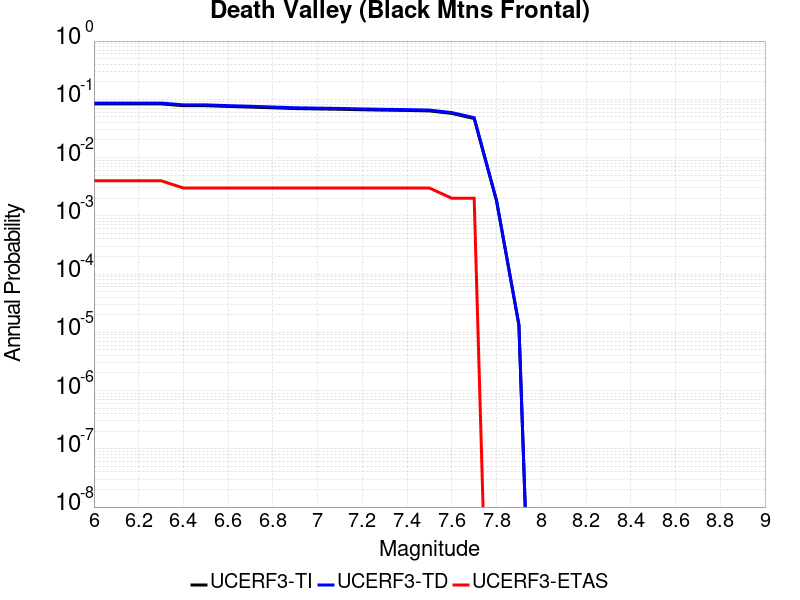 Death Valley (Black Mtns Frontal)
10 0
10-1
10-2
10-3
10-4
10-5
10-6
10-7
10-8
Annual Probability
6 6.2 6.4 6.6 6.8 7 7.2 7.4 7.6 7.8 8 8.2 8.4 8.6 8.8 9
Magnitude
UCERF3-TI UCERF3-TD UCERF3-ETAS